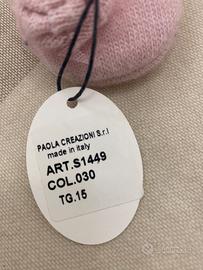 PAOLA CREAZIONI S.r.l
made in italy
ART.S1449
COL.030
TG.15